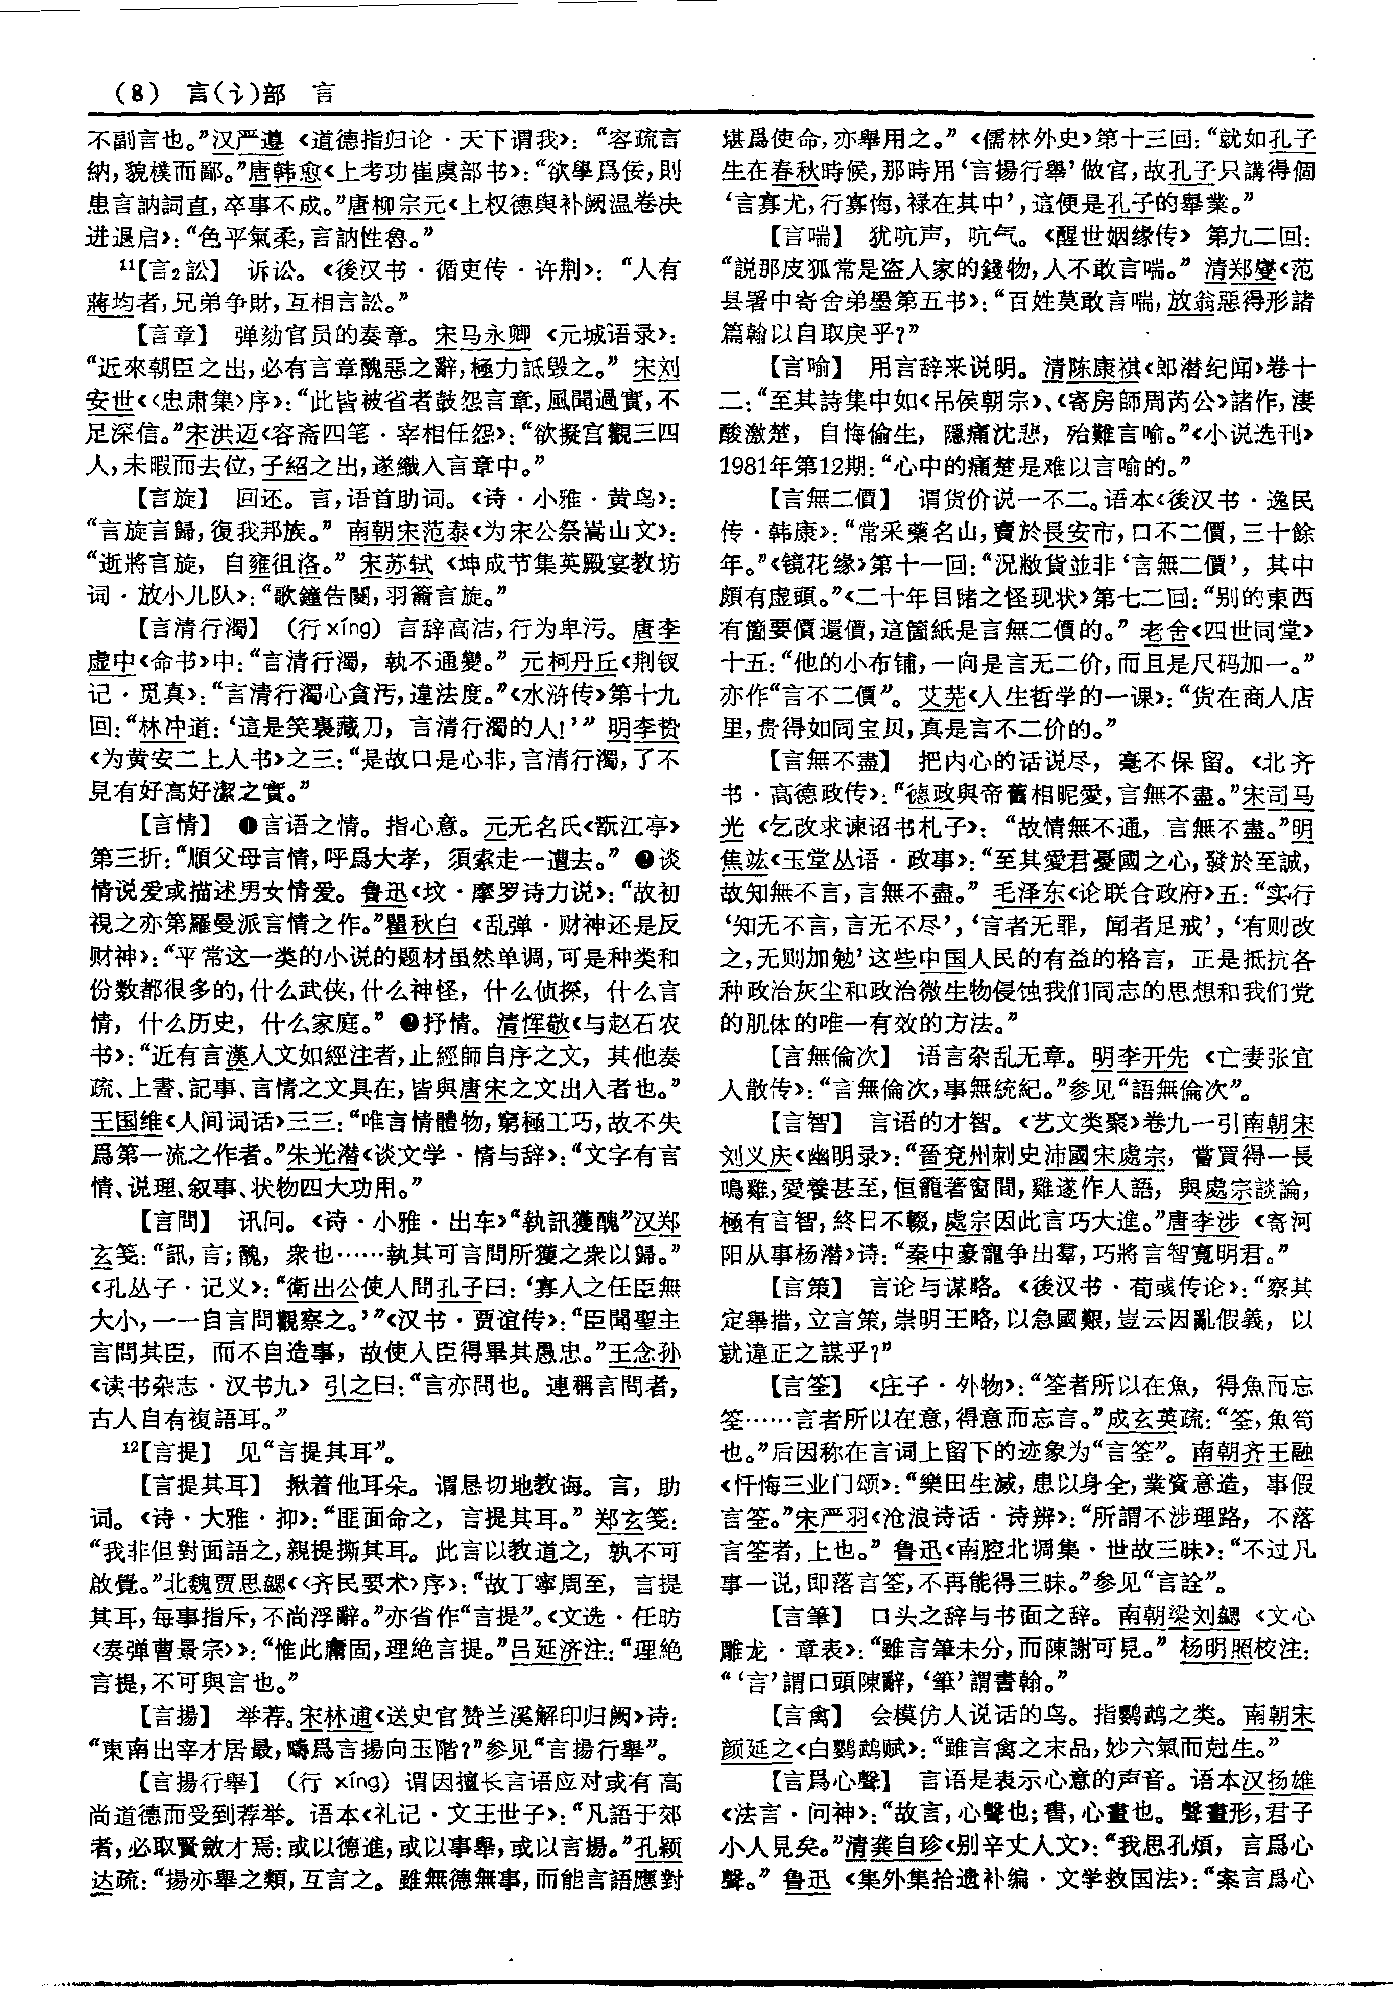 (8) 言(讠)部 言
不副言也。”汉严遵《道德指归论·天下谓我》：“容疏言
納，貌樸而鄙。”唐韩愈《上考功崔虞部书》：“欲學爲佞，則
患言訥詞直，卒事不成。”唐柳宗元《上权德舆补阙温卷决
进退启》：“色平氣柔，言訥性魯。”
11【言2訟】 诉讼。《後汉书·循吏传·许荆》：“人有
蔣均者，兄弟争財，互相言訟。”
【言章】 弹劾官员的奏章。宋马永卿《元城语录》：
“近來朝臣之出，必有言章醜惡之辭，極力詆毁之。” 宋刘
安世《〈忠肃集〉序》：“此皆被省者鼓怨言章，風聞過實，不
足深信。”宋洪迈《容斋四笔·宰相任怨》：“欲擬宫觀三四
人，未暇而去位，子紹之出，遂織入言章中。”
【言旋】 回还。言，语首助词。《诗·小雅·黄鸟》：
“言旋言歸，復我邦族。” 南朝宋范泰《为宋公祭嵩山文》：
“逝將言旋，自雍徂洛。” 宋苏轼《坤成节集英殿宴教坊
词·放小儿队》：“歌鐘告闋，羽籥言旋。”
【言清行濁】（行 xíng）言辞高洁，行为卑污。唐李
虚中《命书》中：“言清行濁，執不通變。” 元柯丹丘《荆钗
记·觅真》：“言清行濁心貪汚，違法度。”《水浒传》第十九
回：“林冲道：‘這是笑裏藏刀，言清行濁的人！’” 明李贽
《为黄安二上人书》之三：“是故口是心非，言清行濁，了不
見有好高好潔之實。”
【言情】 ❶言语之情。指心意。元无名氏《翫江亭》
第三折：“順父母言情，呼爲大孝，須索走一遭去。” ❷谈
情说爱或描述男女情爱。鲁迅《坟·摩罗诗力说》：“故初
視之亦第羅曼派言情之作。”瞿秋白《乱弹·财神还是反
财神》：“平常这一类的小说的题材虽然单调，可是种类和
份数都很多的，什么武侠，什么神怪，什么侦探，什么言
情，什么历史，什么家庭。” ❸抒情。清恽敬《与赵石农
书》：“近有言漢人文如經注者，止經師自序之文，其他奏
疏、上書、記事、言情之文具在，皆與唐宋之文出入者也。”
王国维《人间词话》三三：“唯言情體物，窮極工巧，故不失
爲第一流之作者。”朱光潜《谈文学·情与辞》：“文字有言
情、说理、叙事、状物四大功用。”
【言問】 讯问。《诗·小雅·出车》“執訊獲醜”汉郑
玄笺：“訊，言；醜，衆也……執其可言問所獲之衆以歸。”
《孔丛子·记义》：“衛出公使人問孔子曰：‘寡人之任臣無
大小，一一自言問觀察之。’”《汉书·贾谊传》：“臣聞聖主
言問其臣，而不自造事，故使人臣得畢其愚忠。”王念孙
《读书杂志·汉书九》引之曰：“言亦問也。連稱言問者，
古人自有複語耳。”
12【言提】 见“言提其耳”。
【言提其耳】 揪着他耳朵。谓恳切地教诲。言，助
词。《诗·大雅·抑》：“匪面命之，言提其耳。” 郑玄笺：
“我非但對面語之，親提撕其耳。此言以教道之，孰不可
啟覺。”北魏贾思勰《〈齐民要术〉序》：“故丁寧周至，言提
其耳，每事指斥，不尚浮辭。”亦省作“言提”。《文选·任昉
〈奏弹曹景宗〉》：“惟此庸固，理絶言提。”吕延济注：“理絶
言提，不可與言也。”
【言揚】 举荐。宋林逋《送史官赞兰溪解印归阙》诗：
“東南出宰才居最，疇爲言揚向玉階？”参见“言揚行舉”。
【言揚行舉】（行 xíng）谓因擅长言语应对或有高
尚道德而受到荐举。语本《礼记·文王世子》：“凡語于郊
者，必取賢斂才焉：或以德進，或以事舉，或以言揚。”孔颖
达疏：“揚亦舉之類，互言之。雖無德無事，而能言語應對
堪爲使命，亦舉用之。”《儒林外史》第十三回：“就如孔子
生在春秋時候，那時用‘言揚行舉’做官，故孔子只講得個
‘言寡尤，行寡悔，禄在其中’，這便是孔子的舉業。”
【言喘】 犹吭声，吭气。《醒世姻缘传》第九二回：
“説那皮狐常是盗人家的錢物，人不敢言喘。” 清郑燮《范
县署中寄舍弟墨第五书》：“百姓莫敢言喘，放翁惡得形諸
篇翰以自取戾乎？”
【言喻】 用言辞来说明。清陈康祺《郎潜纪闻》卷十
二：“至其詩集中如《吊侯朝宗》、《寄房師周芮公》諸作，淒
酸激楚，自悔偷生，隱痛沈悲，殆難言喻。”《小说选刊》
1981年第12期：“心中的痛楚是难以言喻的。”
【言無二價】 谓货价说一不二。语本《後汉书·逸民
传·韩康》：“常采藥名山，賣於長安市，口不二價，三十餘
年。”《镜花缘》第十一回：“況敝貨並非‘言無二價’，其中
頗有虚頭。”《二十年目睹之怪现状》第七二回：“别的東西
有箇要價還價，這箇紙是言無二價的。” 老舍《四世同堂》
十五：“他的小布铺，一向是言无二价，而且是尺码加一。”
亦作“言不二價”。艾芜《人生哲学的一课》：“货在商人店
里，贵得如同宝贝，真是言不二价的。”
【言無不盡】 把内心的话说尽，毫不保留。《北齐
书·高德政传》：“德政與帝舊相昵愛，言無不盡。”宋司马
光《乞改求谏诏书札子》：“故情無不通，言無不盡。”明
焦竑《玉堂丛语·政事》：“至其愛君憂國之心，發於至誠，
故知無不言，言無不盡。” 毛泽东《论联合政府》五：“实行
‘知无不言，言无不尽’，‘言者无罪，闻者足戒’，‘有则改
之，无则加勉’这些中国人民的有益的格言，正是抵抗各
种政治灰尘和政治微生物侵蚀我们同志的思想和我们党
的肌体的唯一有效的方法。”
【言無倫次】 语言杂乱无章。明李开先《亡妻张宜
人散传》：“言無倫次，事無統紀。”参见“語無倫次”。
【言智】 言语的才智。《艺文类聚》卷九一引南朝宋
刘义庆《幽明录》：“晉兗州刺史沛國宋處宗，嘗買得一長
鳴雞，愛養甚至，恒籠著窗間，雞遂作人語，與處宗談論，
極有言智，終日不輟，處宗因此言巧大進。”唐李涉《寄河
阳从事杨潜》诗：“秦中豪寵争出羣，巧將言智寬明君。”
【言策】 言论与谋略。《後汉书·荀彧传论》：“察其
定舉措，立言策，崇明王略，以急國艱，豈云因亂假義，以
就違正之謀乎？”
【言筌】 《庄子·外物》：“筌者所以在魚，得魚而忘
筌……言者所以在意，得意而忘言。”成玄英疏：“筌，魚笱
也。”后因称在言词上留下的迹象为“言筌”。南朝齐王融
《忏悔三业门颂》：“樂田生滅，患以身全，業資意造，事假
言筌。”宋严羽《沧浪诗话·诗辨》：“所謂不涉理路，不落
言筌者，上也。” 鲁迅《南腔北调集·世故三昧》：“不过凡
事一说，即落言筌，不再能得三昧。”参见“言詮”。
【言筆】 口头之辞与书面之辞。南朝梁刘勰《文心
雕龙·章表》：“雖言筆未分，而陳謝可見。” 杨明照校注：
“‘言’謂口頭陳辭，‘筆’謂書翰。”
【言禽】 会模仿人说话的鸟。指鹦鹉之类。南朝宋
颜延之《白鹦鹉赋》：“雖言禽之末品，妙六氣而尅生。”
【言爲心聲】 言语是表示心意的声音。语本汉扬雄
《法言·问神》：“故言，心聲也；書，心畫也。聲畫形，君子
小人見矣。”清龚自珍《别辛丈人文》：“我思孔煩，言爲心
聲。” 鲁迅《集外集拾遗补编·文学救国法》：“案言爲心